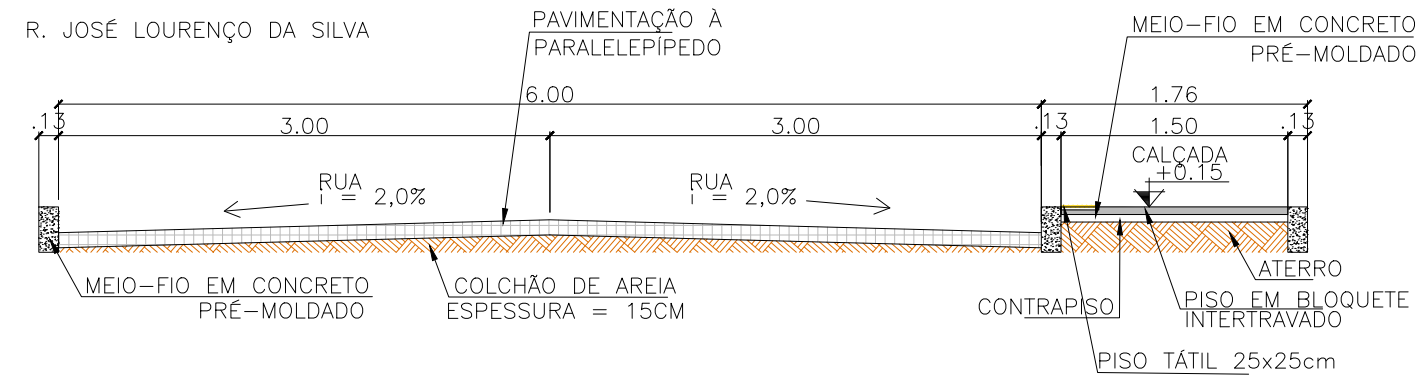 R. JOSÉ LOURENÇO DA SILVA
PAVIMENTAÇÃO À
PARALELEPÍPEDO
MEIO-FIO EM CONCRETO
PRÉ-MOLDADO
6.00
1.76
.13
3.00
3.00
.13
1.50
.13
RUA
i = 2,0%
RUA
i = 2,0%
CALÇADA
+0.15
MEIO-FIO EM CONCRETO
PRÉ-MOLDADO
COLCHÃO DE AREIA
ESPESSURA = 15CM
CONTRAPISO
ATERRO
PISO EM BLOQUETE
INTERTRAVADO
PISO TÁTIL 25x25cm